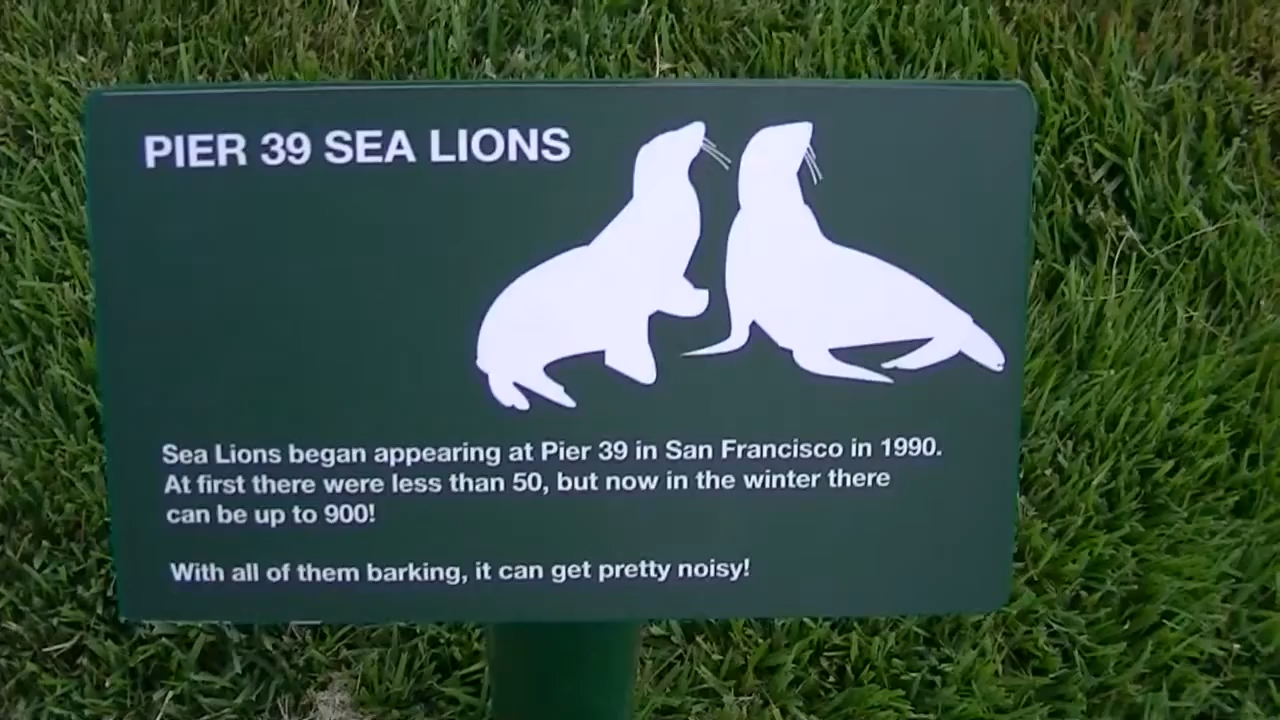 PIER 39 SEA LIONS
Sea Lions began appearing at Pier 39 in San Francisco in 1990.
At first there were less than 50, but now in the winter there
can be up to 900!
With all of them barking, it can get pretty noisy!